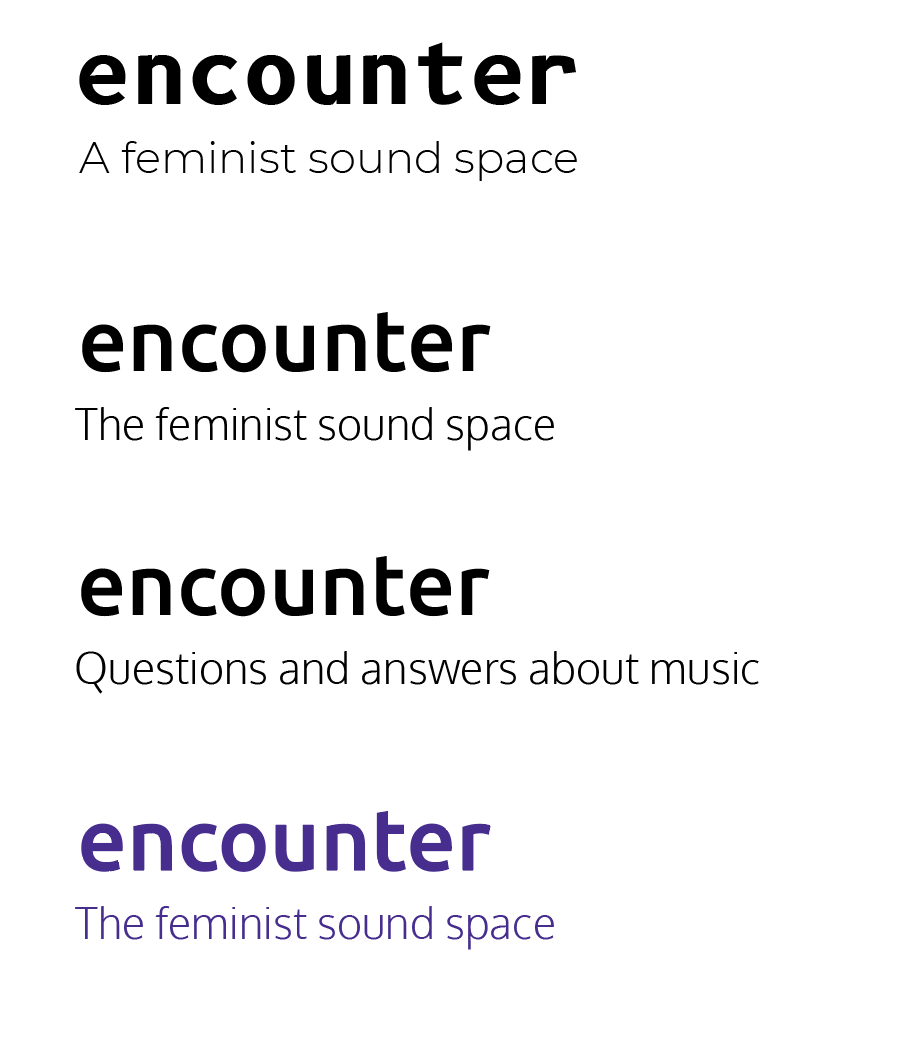 encounter
A feminist sound space
encounter
The feminist sound space
encounter
Questions and answers about music
encounter
The feminist sound space